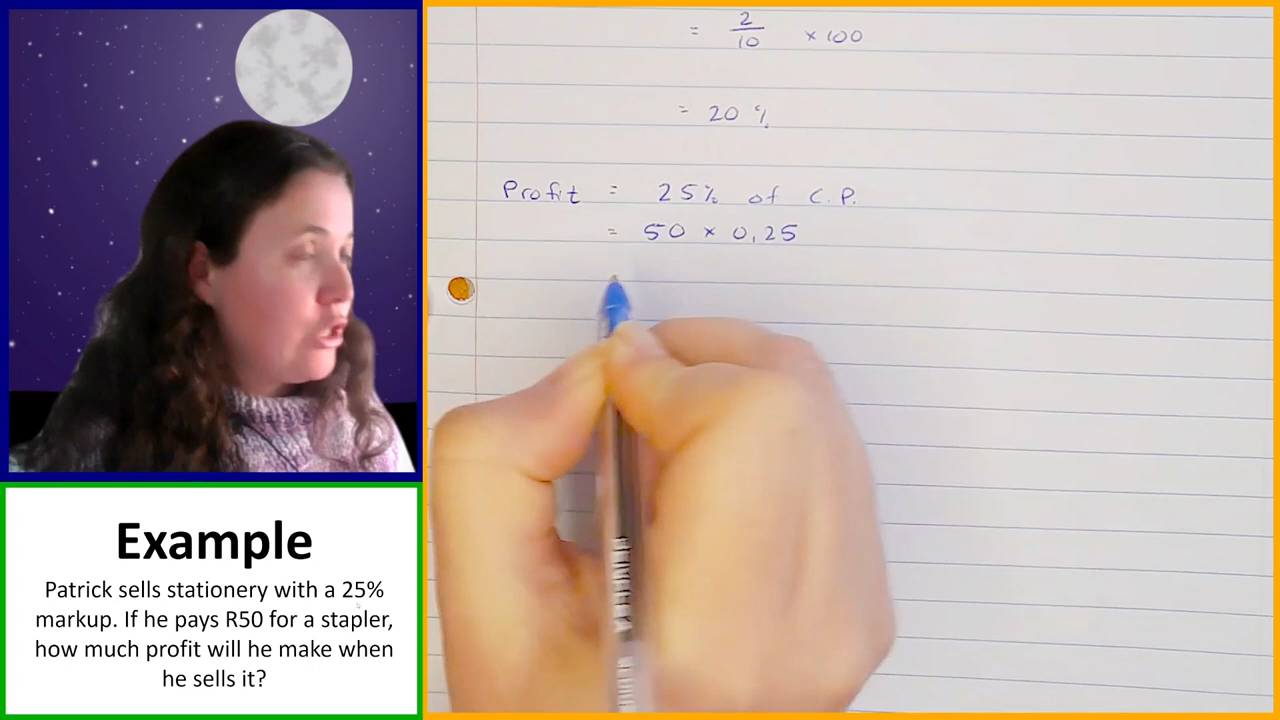 = 2/10 × 100
= 20 %
Profit = 25% of C.P.
= 50 × 0,25
Example
Patrick sells stationery with a 25%
markup. If he pays R50 for a stapler,
how much profit will he make when
he sells it?